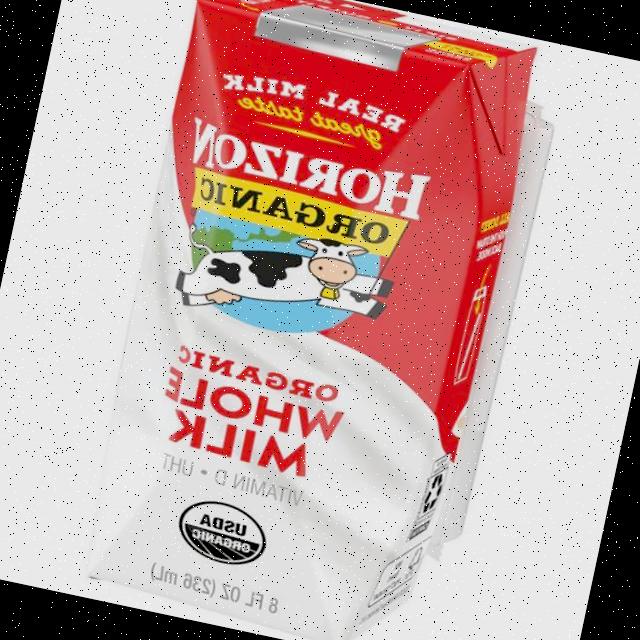 REAL MILK
great taste
HORIZON
ORGANIC
ORGANIC
WHOLE
MILK
VITAMIN D • UHT
USDA
ORGANIC
8 FL OZ (236 mL)